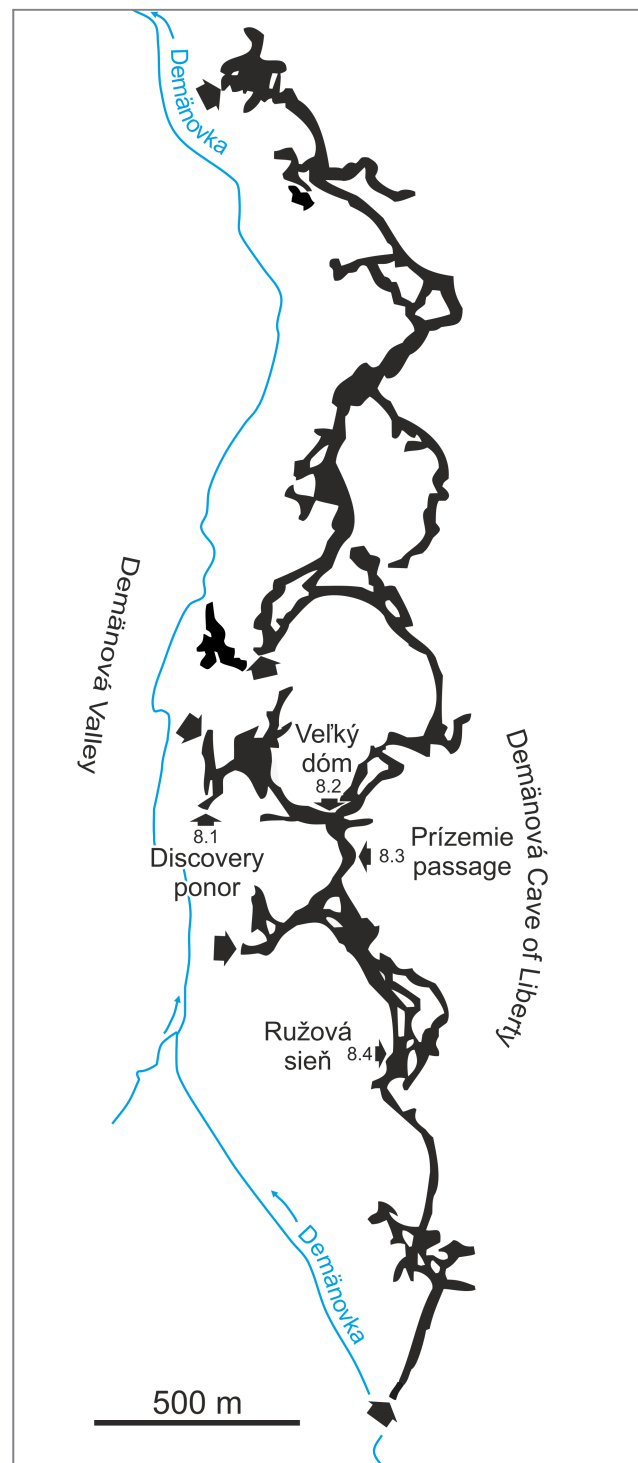 Demänovka
Demänová Valley
Veľký
dóm
8.2
8.1
Discovery
ponor
Prízemie
8.3
passage
Demänová Cave of Liberty
Ružová
sieň
8.4
Demänovka
500 m